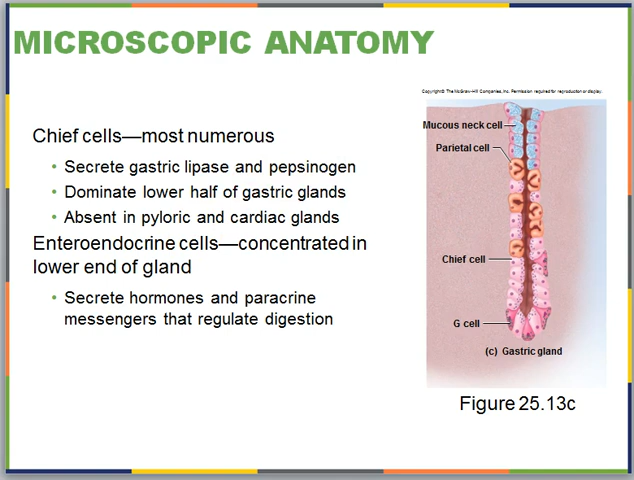 MICROSCOPIC ANATOMY
Copyright© The McGraw-Hill Companies, Inc. Permission required for reproduction or display.
Chief cells—most numerous
• Secrete gastric lipase and pepsinogen
• Dominate lower half of gastric glands
• Absent in pyloric and cardiac glands
Enteroendocrine cells—concentrated in
lower end of gland
• Secrete hormones and paracrine
messengers that regulate digestion
Mucous neck cell
Parietal cell
Chief cell
G cell
(c) Gastric gland
Figure 25.13c